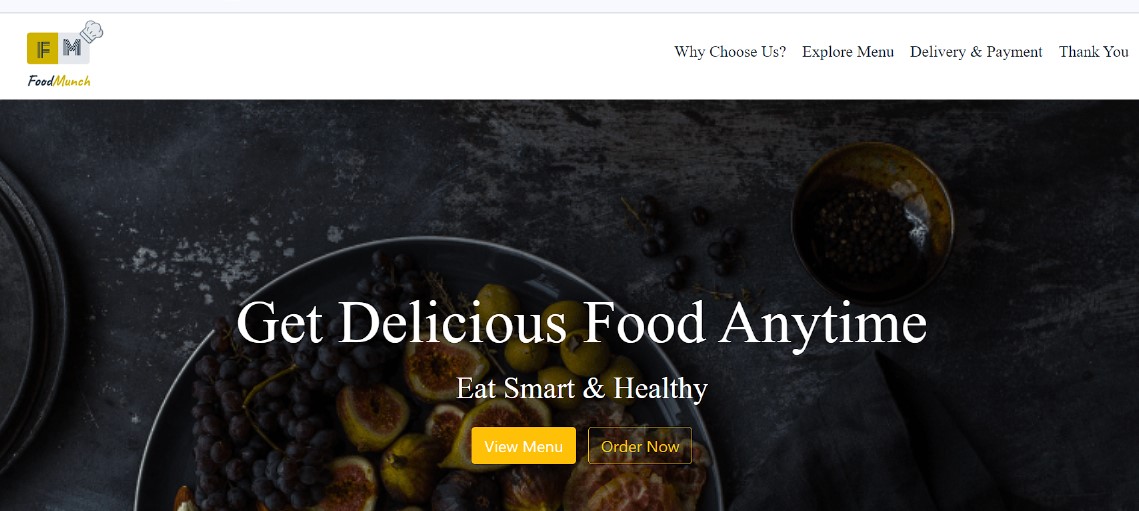 FM
FoodMunch
Why Choose Us? Explore Menu Delivery & Payment Thank You
Get Delicious Food Anytime
Eat Smart & Healthy
View Menu Order Now